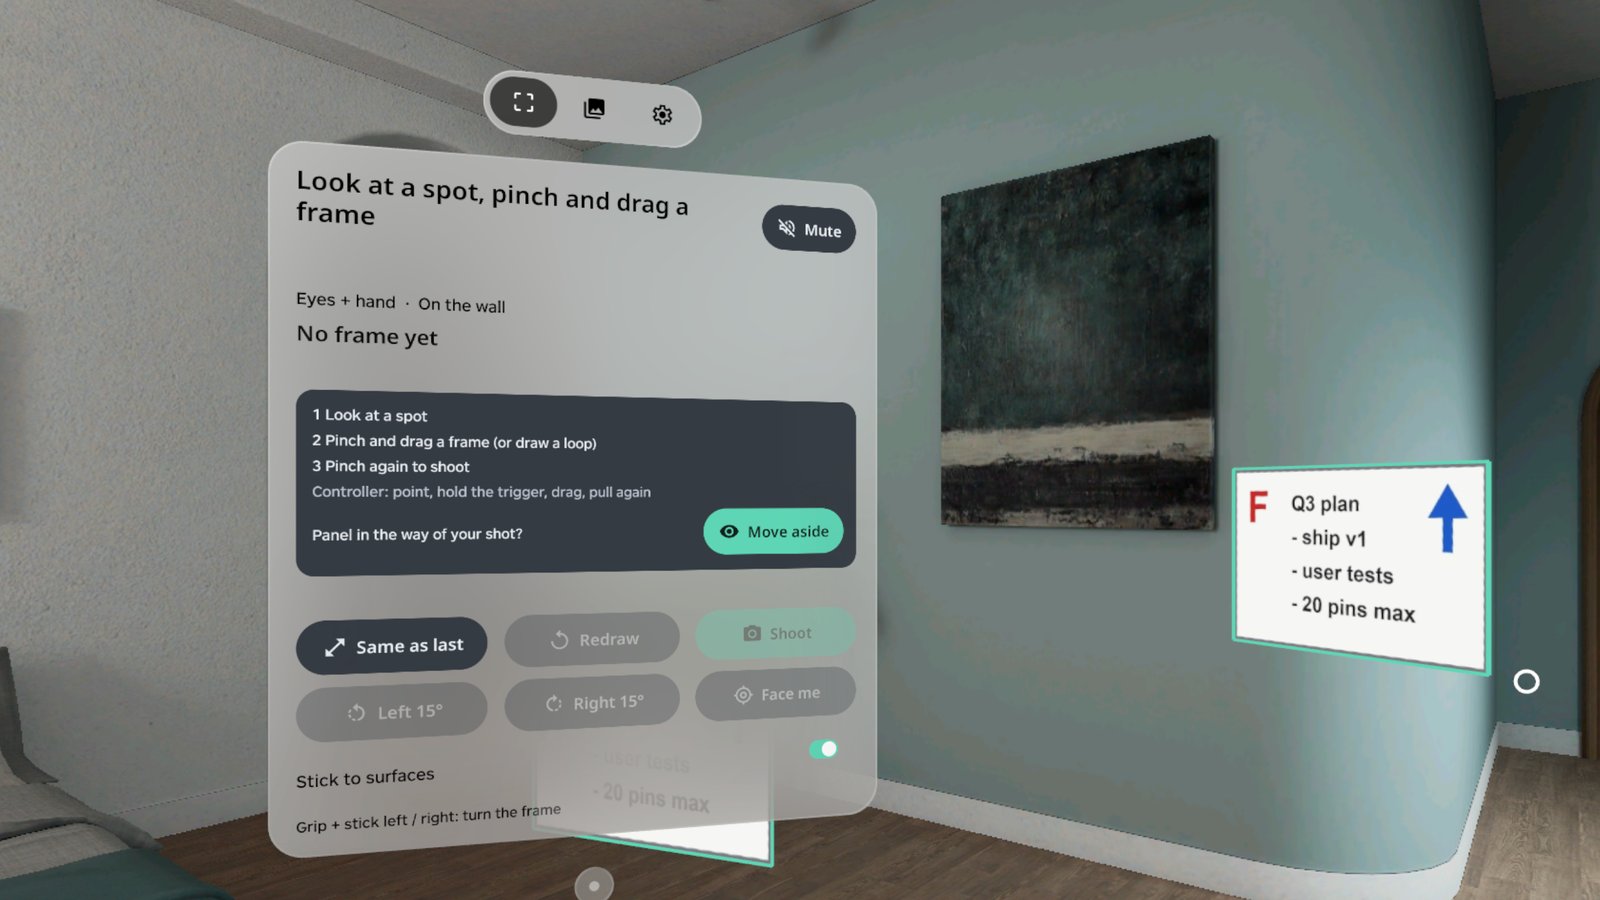 Look at a spot, pinch and drag a
frame
Mute
Eyes + hand · On the wall
No frame yet
1 Look at a spot
2 Pinch and drag a frame (or draw a loop)
3 Pinch again to shoot
Controller: point, hold the trigger, drag, pull again
Panel in the way of your shot?
Move aside
Same as last
Redraw
Shoot
Left 15°
Right 15°
Face me
Stick to surfaces
Grip + stick left / right: turn the frame
- user tests
- 20 pins max
F
Q3 plan
- ship v1
- user tests
- 20 pins max